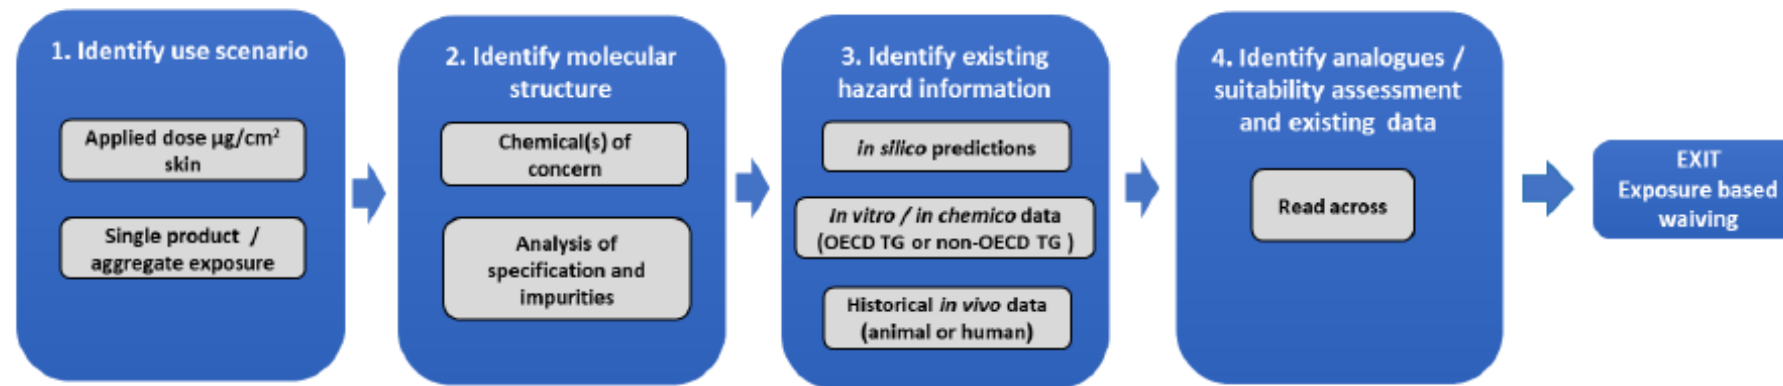 1. Identify use scenario
Applied dose µg/cm²
skin
Single product /
aggregate exposure
2. Identify molecular
structure
Chemical(s) of
concern
Analysis of
specification and
impurities
3. Identify existing
hazard information
in silico predictions
In vitro / in chemico data
(OECD TG or non-OECD TG )
Historical in vivo data
(animal or human)
4. Identify analogues /
suitability assessment
and existing data
Read across
EXIT
Exposure based
waiving